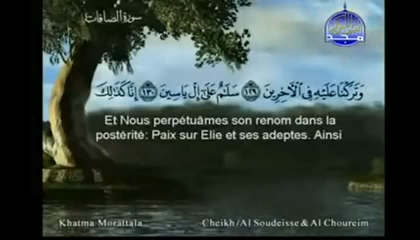 سورة الصافات
المجد
وَتَرَكْنَا عَلَيْهِ فِي الْآخِرِينَ ١٢٩ سَلَامٌ عَلَىٰ إِلْ يَاسِينَ ١٣٠ إِنَّا كَذَٰلِكَ
Et Nous perpétuâmes son renom dans la
postérité: Paix sur Elie et ses adeptes. Ainsi
Khatma Morattala
Cheikh/Al Soudeisse & Al Choureim